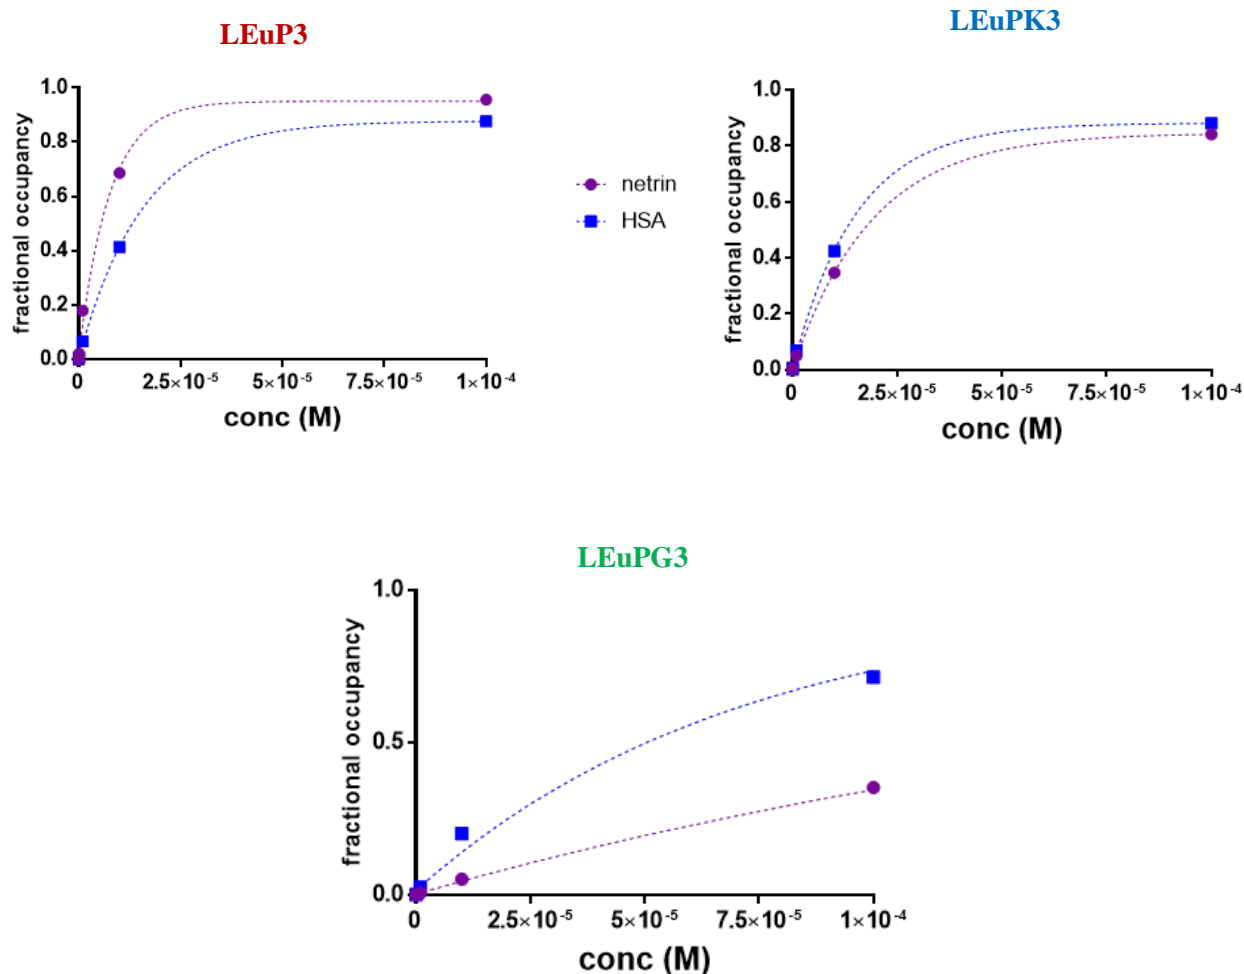 LEuP3
fractional occupancy
1.0
0.8
0.6
0.4
0.2
0.0
0 2.5×10⁻⁵ 5×10⁻⁵ 7.5×10⁻⁵ 1×10⁻⁴
conc (M)
netrin
HSA
LEuPK3
fractional occupancy
1.0
0.8
0.6
0.4
0.2
0.0
0 2.5×10⁻⁵ 5×10⁻⁵ 7.5×10⁻⁵ 1×10⁻⁴
conc (M)
LEuPG3
fractional occupancy
1.0
0.5
0.0
0 2.5×10⁻⁵ 5×10⁻⁵ 7.5×10⁻⁵ 1×10⁻⁴
conc (M)